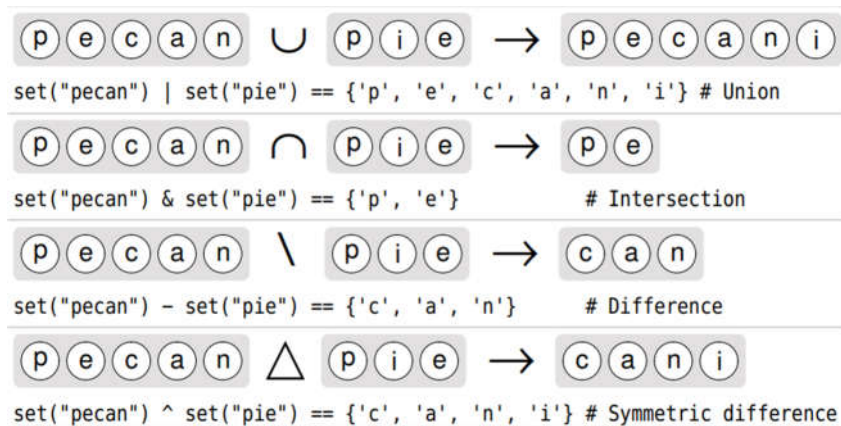 p e c a n ∪ p i e → p e c a n i
set("pecan") | set("pie") == {'p', 'e', 'c', 'a', 'n', 'i'} # Union
p e c a n ∩ p i e → p e
set("pecan") & set("pie") == {'p', 'e'} # Intersection
p e c a n \ p i e → c a n
set("pecan") - set("pie") == {'c', 'a', 'n'} # Difference
p e c a n △ p i e → c a n i
set("pecan") ^ set("pie") == {'c', 'a', 'n', 'i'} # Symmetric difference